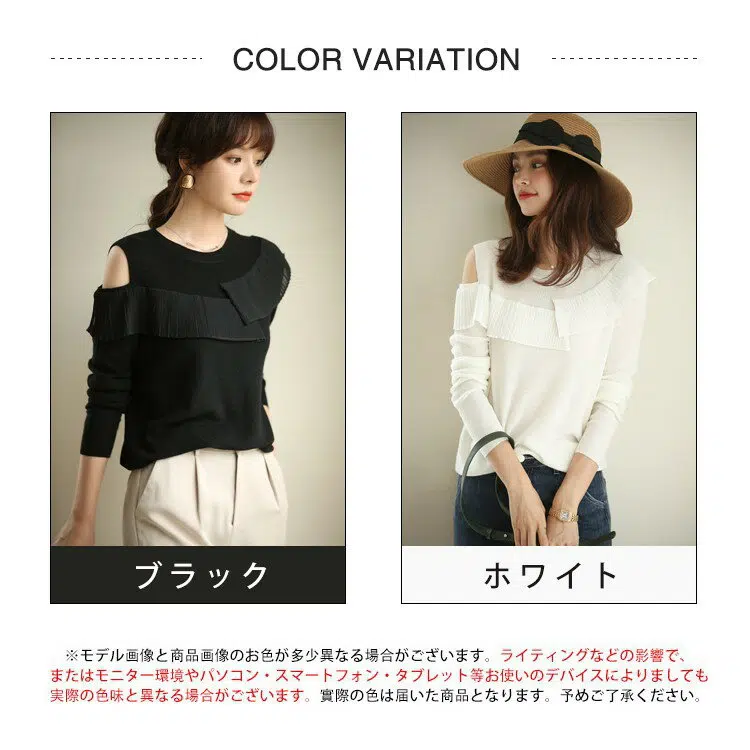 COLOR VARIATION
ブラック
ホワイト
※モデル画像と商品画像のお色が多少異なる場合がございます。ライティングなどの影響で、
またはモニター環境やパソコン・スマートフォン・タブレット等お使いのデバイスによりましても
実際の色味と異なる場合がございます。實際の色は届いた商品となります。予めご了承ください。